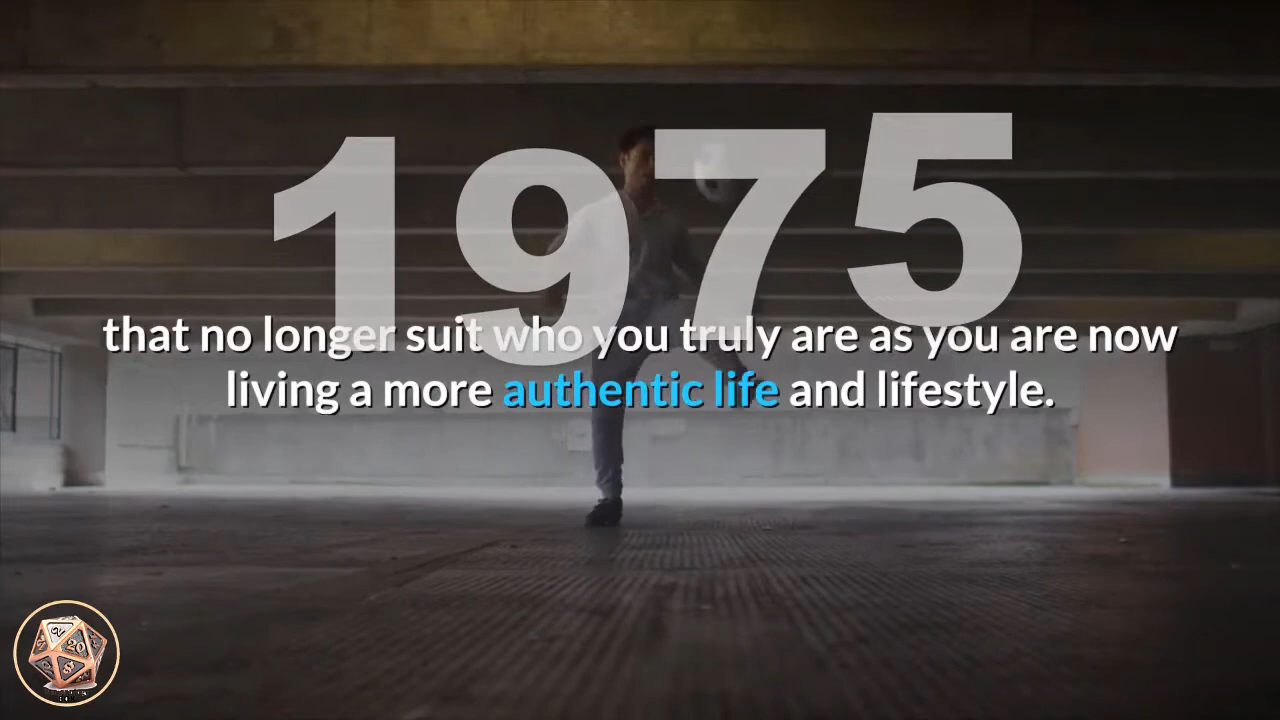 1975
that no longer suit who you truly are as you are now
living a more authentic life and lifestyle.
20